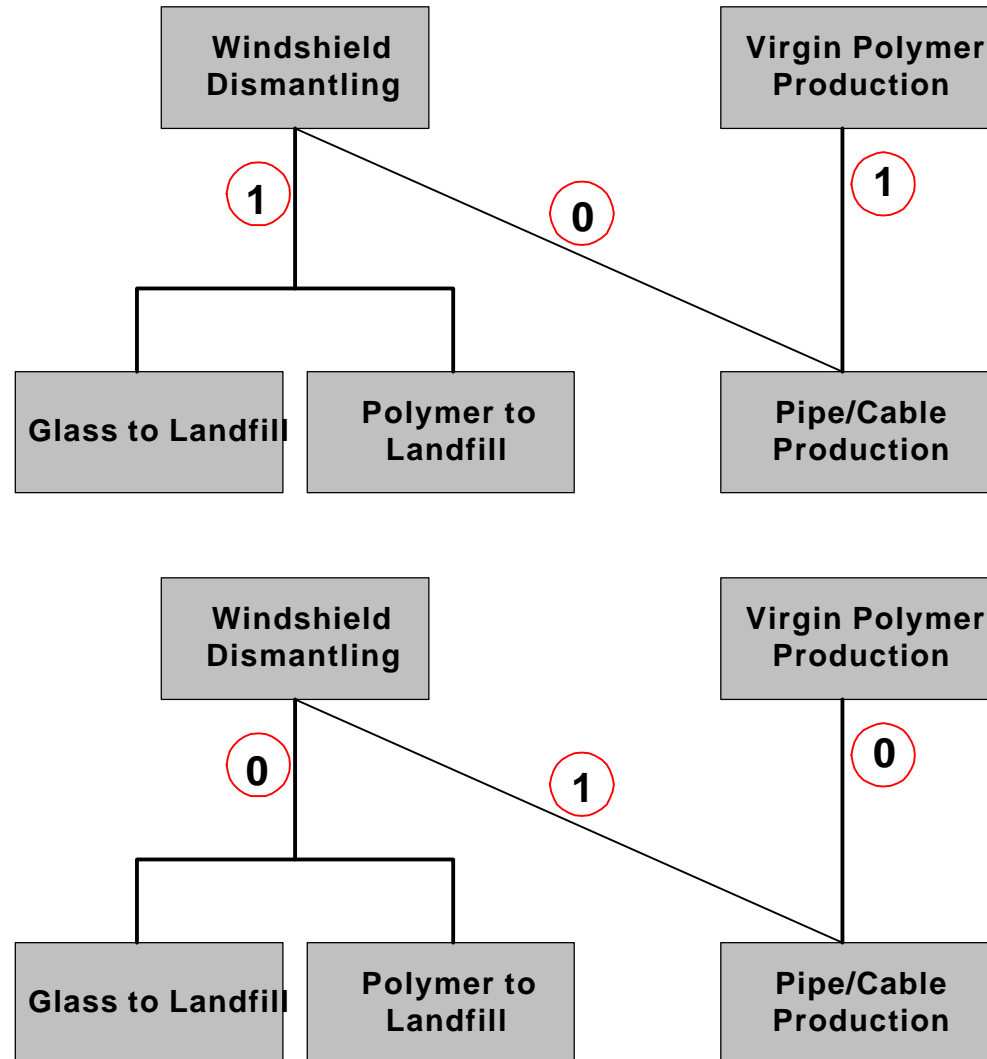 Windshield
Dismantling
Virgin Polymer
Production
1
0
1
Glass to Landfill
Polymer to
Landfill
Pipe/Cable
Production
Windshield
Dismantling
Virgin Polymer
Production
0
1
0
Glass to Landfill
Polymer to
Landfill
Pipe/Cable
Production